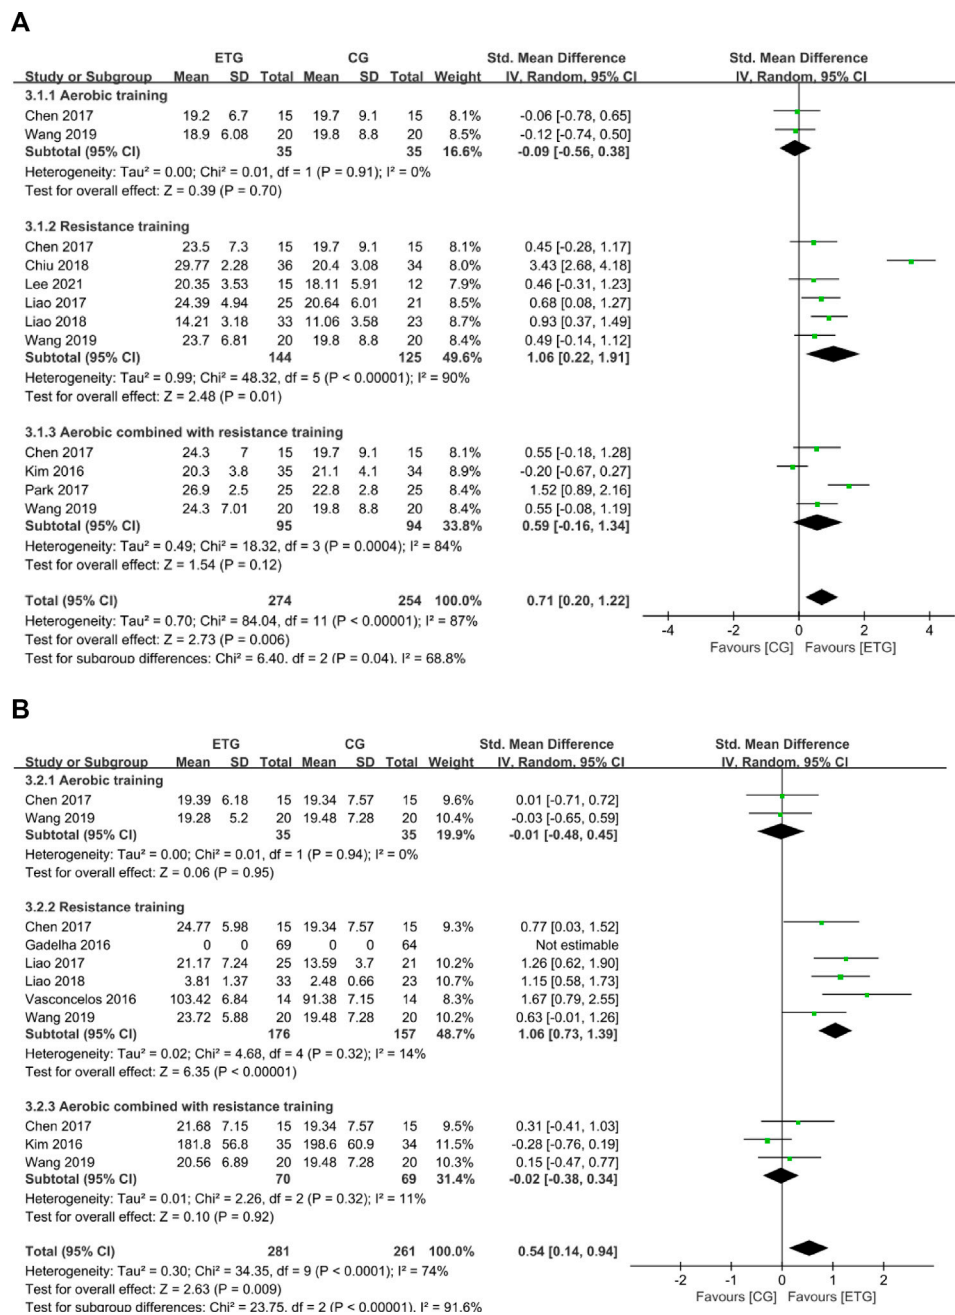 A
ETG CG Std. Mean Difference Std. Mean Difference
Study or Subgroup Mean SD Total Mean SD Total Weight IV, Random, 95% CI IV, Random, 95% CI
3.1.1 Aerobic training
Chen 2017 19.2 6.7 15 19.7 9.1 15 8.1% -0.06 [-0.78, 0.65]
Wang 2019 18.9 6.08 20 19.8 8.8 20 8.5% -0.12 [-0.74, 0.50]
Subtotal (95% CI) 35 35 16.6% -0.09 [-0.56, 0.38]
Heterogeneity: Tau² = 0.00; Chi² = 0.01, df = 1 (P = 0.91); I² = 0%
Test for overall effect: Z = 0.39 (P = 0.70)
3.1.2 Resistance training
Chen 2017 23.5 7.3 15 19.7 9.1 15 8.1% 0.45 [-0.28, 1.17]
Chiu 2018 29.77 2.28 36 20.4 3.08 34 8.0% 3.43 [2.68, 4.18]
Lee 2021 20.35 3.53 15 18.11 5.91 12 7.9% 0.46 [-0.31, 1.23]
Liao 2017 24.39 4.94 25 20.64 6.01 21 8.5% 0.68 [0.08, 1.27]
Liao 2018 14.21 3.18 33 11.06 3.58 23 8.7% 0.93 [0.37, 1.49]
Wang 2019 23.7 6.81 20 19.8 8.8 20 8.4% 0.49 [-0.14, 1.12]
Subtotal (95% CI) 144 125 49.6% 1.06 [0.22, 1.91]
Heterogeneity: Tau² = 0.99; Chi² = 48.32, df = 5 (P < 0.00001); I² = 90%
Test for overall effect: Z = 2.48 (P = 0.01)
3.1.3 Aerobic combined with resistance training
Chen 2017 24.3 7 15 19.7 9.1 15 8.1% 0.55 [-0.18, 1.28]
Kim 2016 20.3 3.8 35 21.1 4.1 34 8.9% -0.20 [-0.67, 0.27]
Park 2017 26.9 2.5 25 22.8 2.8 25 8.4% 1.52 [0.89, 2.16]
Wang 2019 24.3 7.01 20 19.8 8.8 20 8.4% 0.55 [-0.08, 1.19]
Subtotal (95% CI) 95 94 33.8% 0.59 [-0.16, 1.34]
Heterogeneity: Tau² = 0.49; Chi² = 18.32, df = 3 (P = 0.0004); I² = 84%
Test for overall effect: Z = 1.54 (P = 0.12)
Total (95% CI) 274 254 100.0% 0.71 [0.20, 1.22]
Heterogeneity: Tau² = 0.70; Chi² = 84.04, df = 11 (P < 0.00001); I² = 87%
Test for overall effect: Z = 2.73 (P = 0.006)
Test for subgroup differences: Chi² = 6.40, df = 2 (P = 0.04), I² = 68.8%
-4 -2 0 2 4
Favours [CG] Favours [ETG]
B
ETG CG Std. Mean Difference Std. Mean Difference
Study or Subgroup Mean SD Total Mean SD Total Weight IV, Random, 95% CI IV, Random, 95% CI
3.2.1 Aerobic training
Chen 2017 19.39 6.18 15 19.34 7.57 15 9.6% 0.01 [-0.71, 0.72]
Wang 2019 19.28 5.2 20 19.48 7.28 20 10.4% -0.03 [-0.65, 0.59]
Subtotal (95% CI) 35 35 19.9% -0.01 [-0.48, 0.45]
Heterogeneity: Tau² = 0.00; Chi² = 0.01, df = 1 (P = 0.94); I² = 0%
Test for overall effect: Z = 0.06 (P = 0.95)
3.2.2 Resistance training
Chen 2017 24.77 5.98 15 19.34 7.57 15 9.3% 0.77 [0.03, 1.52]
Gadelha 2016 0 0 69 0 0 64 Not estimable
Liao 2017 21.17 7.24 25 13.59 3.7 21 10.2% 1.26 [0.62, 1.90]
Liao 2018 3.81 1.37 33 2.48 0.66 23 10.7% 1.15 [0.58, 1.73]
Vasconcelos 2016 103.42 6.84 14 91.38 7.15 14 8.3% 1.67 [0.79, 2.55]
Wang 2019 23.72 5.88 20 19.48 7.28 20 10.2% 0.63 [-0.01, 1.26]
Subtotal (95% CI) 176 157 48.7% 1.06 [0.73, 1.39]
Heterogeneity: Tau² = 0.02; Chi² = 4.68, df = 4 (P = 0.32); I² = 14%
Test for overall effect: Z = 6.35 (P < 0.00001)
3.2.3 Aerobic combined with resistance training
Chen 2017 21.68 7.15 15 19.34 7.57 15 9.5% 0.31 [-0.41, 1.03]
Kim 2016 181.8 56.8 35 198.6 60.9 34 11.5% -0.28 [-0.76, 0.19]
Wang 2019 20.56 6.89 20 19.48 7.28 20 10.3% 0.15 [-0.47, 0.77]
Subtotal (95% CI) 70 69 31.4% -0.02 [-0.38, 0.34]
Heterogeneity: Tau² = 0.01; Chi² = 2.26, df = 2 (P = 0.32); I² = 11%
Test for overall effect: Z = 0.10 (P = 0.92)
Total (95% CI) 281 261 100.0% 0.54 [0.14, 0.94]
Heterogeneity: Tau² = 0.30; Chi² = 34.35, df = 9 (P < 0.0001); I² = 74%
Test for overall effect: Z = 2.63 (P = 0.009)
Test for subgroup differences: Chi² = 23.75, df = 2 (P < 0.00001), I² = 91.6%
-2 -1 0 1 2
Favours [CG] Favours [ETG]